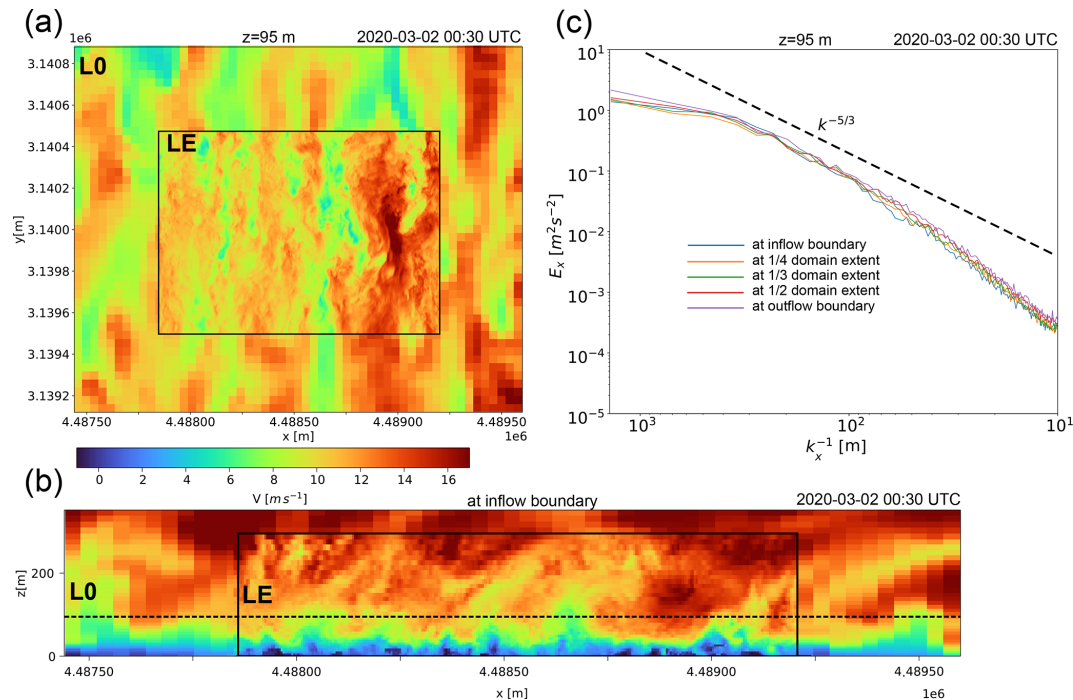 (a)
1e6
z=95 m 2020-03-02 00:30 UTC
L0
LE
3.1408
3.1406
3.1404
3.1402
3.1400
3.1398
3.1396
3.1394
3.1392
y[m]
4.48750 4.48800 4.48850 4.48900 4.48950
x [m]
1e6
0 2 4 6 8 10 12 14 16
V [m s⁻¹]
(c)
z=95 m 2020-03-02 00:30 UTC
10¹
10⁰
10⁻¹
10⁻²
10⁻³
10⁻⁴
10⁻⁵
Eₓ [m²s⁻²]
k⁻⁵/³
at inflow boundary
at 1/4 domain extent
at 1/3 domain extent
at 1/2 domain extent
at outflow boundary
10³ 10² 10¹
kₓ⁻¹ [m]
(b)
at inflow boundary 2020-03-02 00:30 UTC
L0
LE
200
0
z[m]
4.48750 4.48800 4.48850 4.48900 4.48950
x [m]
1e6